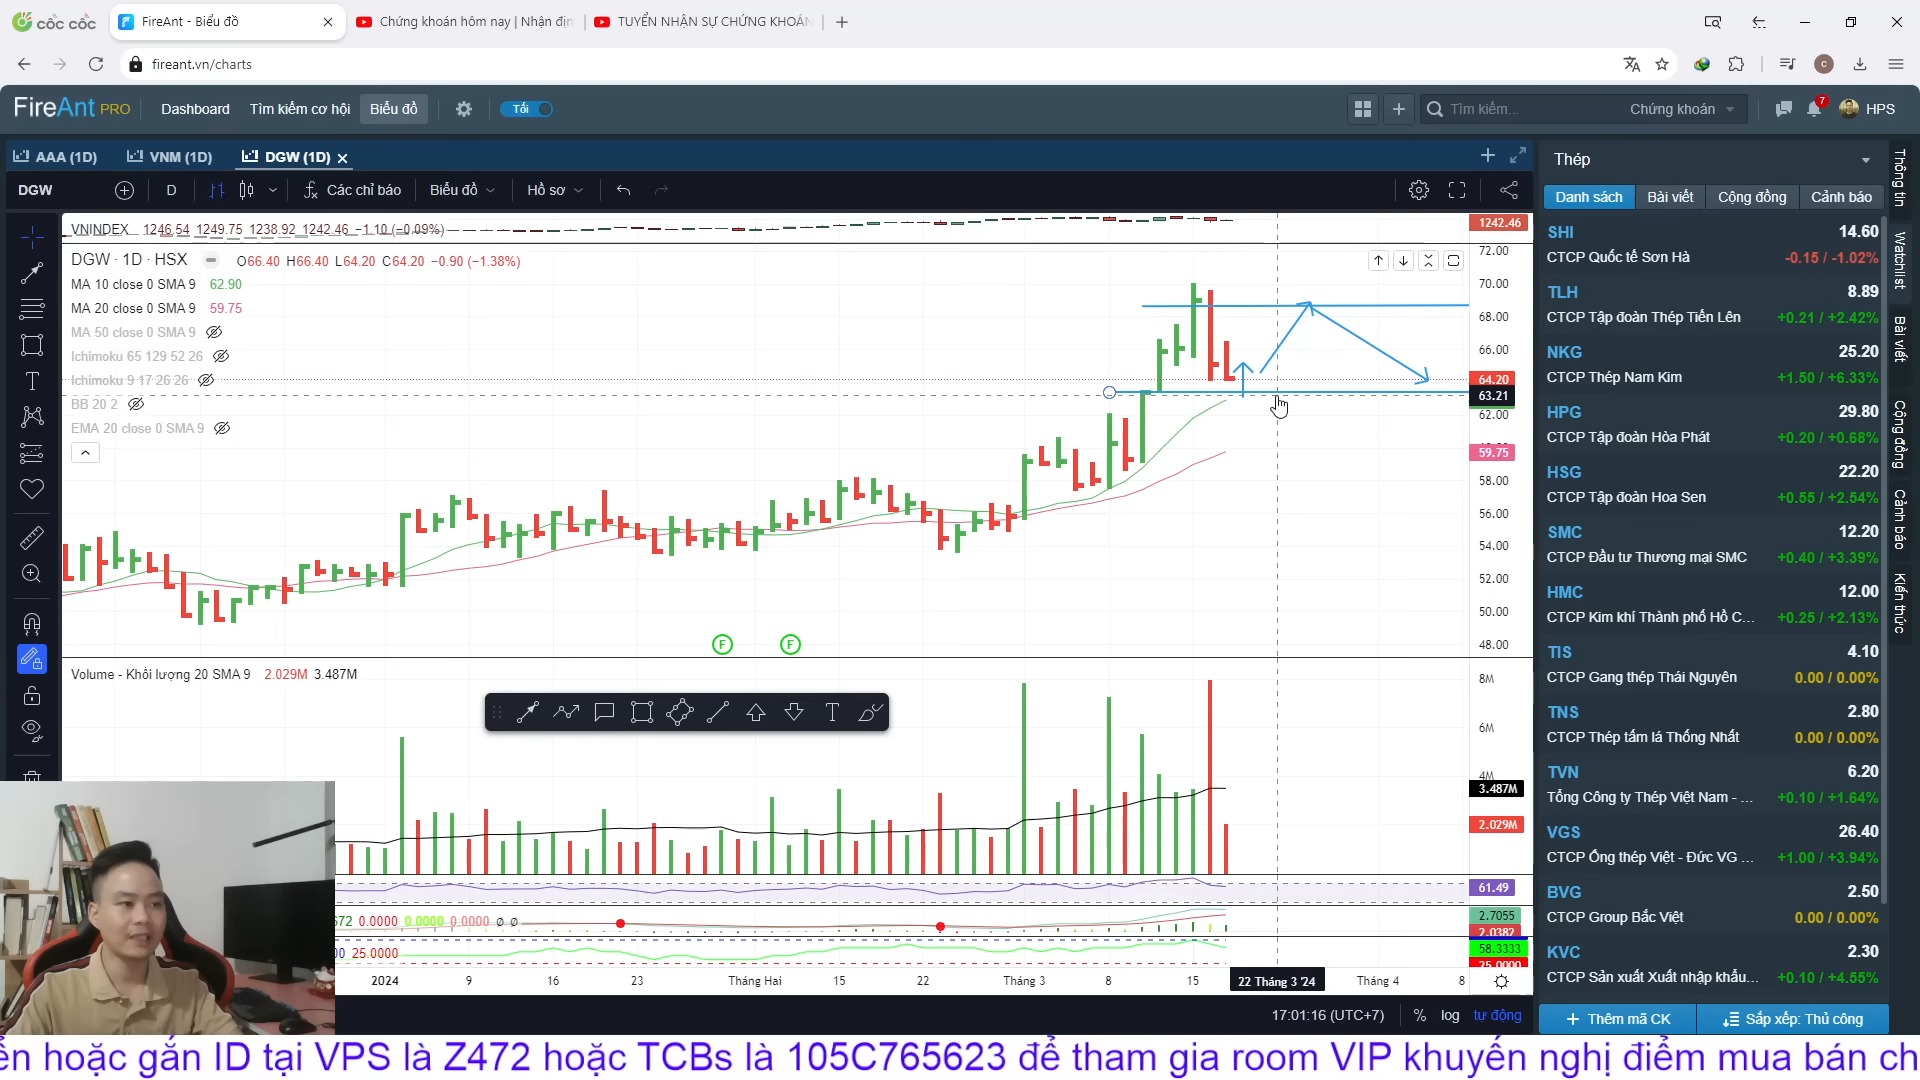 cốc cốc
FireAnt - Biểu đồ
Chứng khoán hôm nay | Nhận địn
TUYỂN NHÂN SỰ CHỨNG KHOÁN
fireant.vn/charts
FireAnt PRO
Dashboard
Tìm kiếm cơ hội
Biểu đồ
Tối
Tìm kiếm...
Chứng khoán
7
HPS
AAA (1D)
VNM (1D)
DGW (1D)
DGW
D
Các chỉ báo
Biểu đồ
Hồ sơ
VNINDEX 1246.54 1249.75 1238.92 1242.46 −1.10 (−0.09%)
DGW · 1D · HSX O66.40 H66.40 L64.20 C64.20 −0.90 (−1.38%)
MA 10 close 0 SMA 9 62.90
MA 20 close 0 SMA 9 59.75
MA 50 close 0 SMA 9
Ichimoku 65 129 52 26
Ichimoku 9 17 26 26
BB 20 2
EMA 20 close 0 SMA 9
1242.46
72.00
70.00
68.00
66.00
64.20
63.21
62.00
59.75
58.00
56.00
54.00
52.00
50.00
48.00
F
F
Volume - Khối lượng 20 SMA 9 2.029M 3.487M
8M
6M
4M
3.487M
2.029M
61.49
672 0.0000 0.0000 0.0000 ø ø
2.7055
2.0382
00 25.0000
58.3333
25.0000
2024
9
16
23
Tháng Hai
15
22
Tháng 3
8
15
22 Tháng 3 '24
Tháng 4
8
17:01:16 (UTC+7)
%
log
tự động
Thép
Danh sách
Bài viết
Cộng đồng
Cảnh báo
SHI 14.60
CTCP Quốc tế Sơn Hà -0.15 / -1.02%
TLH 8.89
CTCP Tập đoàn Thép Tiến Lên +0.21 / +2.42%
NKG 25.20
CTCP Thép Nam Kim +1.50 / +6.33%
HPG 29.80
CTCP Tập đoàn Hòa Phát +0.20 / +0.68%
HSG 22.20
CTCP Tập đoàn Hoa Sen +0.55 / +2.54%
SMC 12.20
CTCP Đầu tư Thương mại SMC +0.40 / +3.39%
HMC 12.00
CTCP Kim khí Thành phố Hồ C... +0.25 / +2.13%
TIS 4.10
CTCP Gang thép Thái Nguyên 0.00 / 0.00%
TNS 2.80
CTCP Thép tấm lá Thống Nhất 0.00 / 0.00%
TVN 6.20
Tổng Công ty Thép Việt Nam - ... +0.10 / +1.64%
VGS 26.40
CTCP Ống thép Việt - Đức VG ... +1.00 / +3.94%
BVG 2.50
CTCP Group Bắc Việt 0.00 / 0.00%
KVC 2.30
CTCP Sản xuất Xuất nhập khẩu... +0.10 / +4.55%
Thêm mã CK
Sắp xếp: Thủ công
Thông tin
Watchlist
Bài viết
Cộng đồng
Cảnh báo
Kiến thức
ển hoặc gắn ID tại VPS là Z472 hoặc TCBs là 105C765623 để tham gia room VIP khuyến nghị điểm mua bán ch